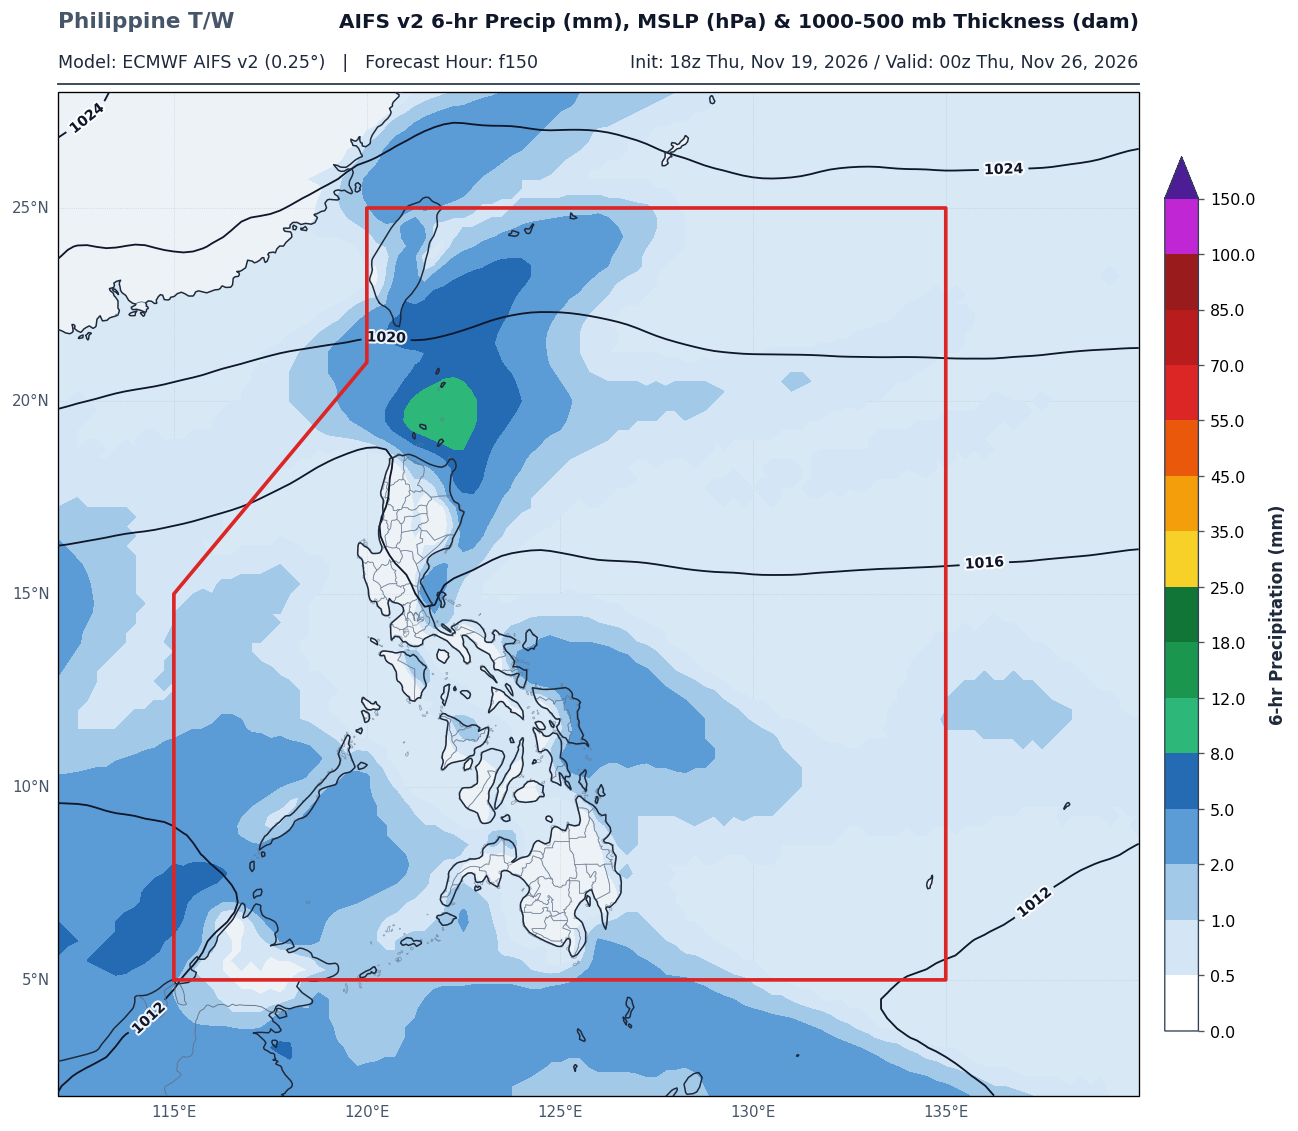 Philippine T/W
AIFS v2 6-hr Precip (mm), MSLP (hPa) & 1000-500 mb Thickness (dam)
Model: ECMWF AIFS v2 (0.25°) | Forecast Hour: f150
Init: 18z Thu, Nov 19, 2026 / Valid: 00z Thu, Nov 26, 2026
1024
1024
1020
1016
1012
1012
25°N
20°N
15°N
10°N
5°N
115°E
120°E
125°E
130°E
135°E
150.0
100.0
85.0
70.0
55.0
45.0
35.0
25.0
18.0
12.0
8.0
5.0
2.0
1.0
0.5
0.0
6-hr Precipitation (mm)